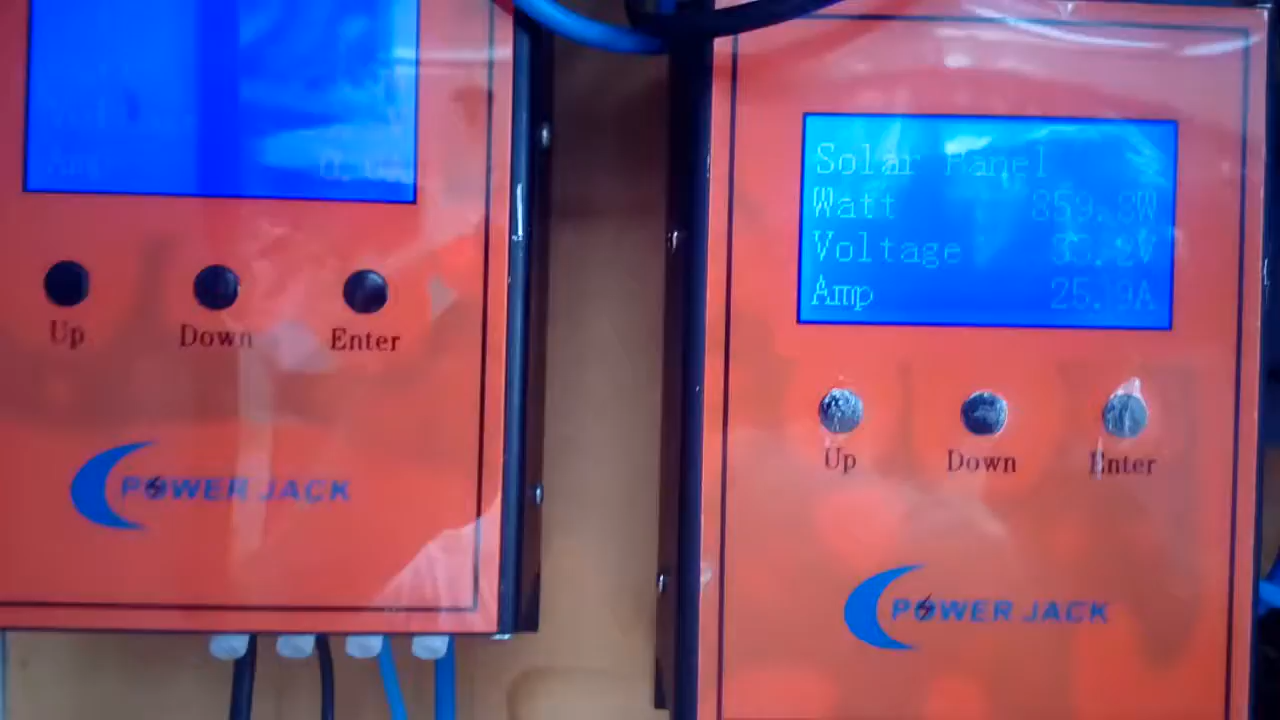 Up Down Enter
POWER JACK
Solar Panel
Watt
Voltage
Amp
Up Down Enter
POWER JACK